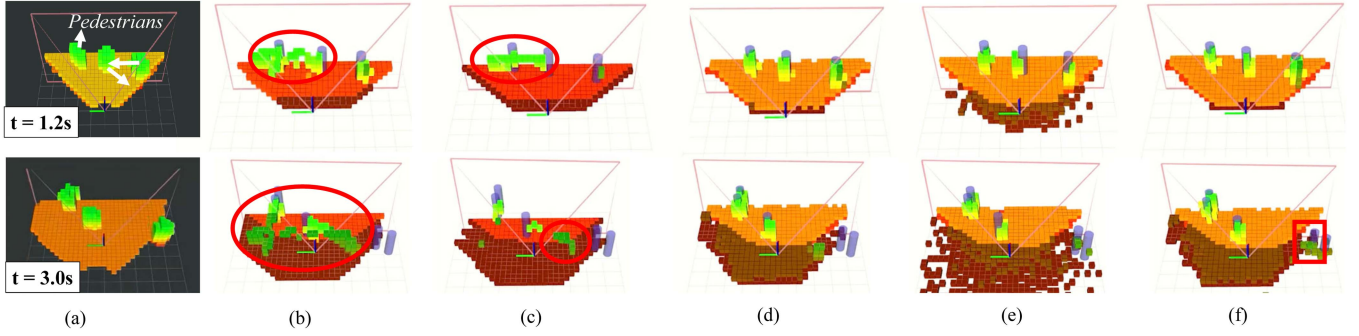 Pedestrians
t = 1.2s
t = 3.0s
(a) (b) (c) (d) (e) (f)